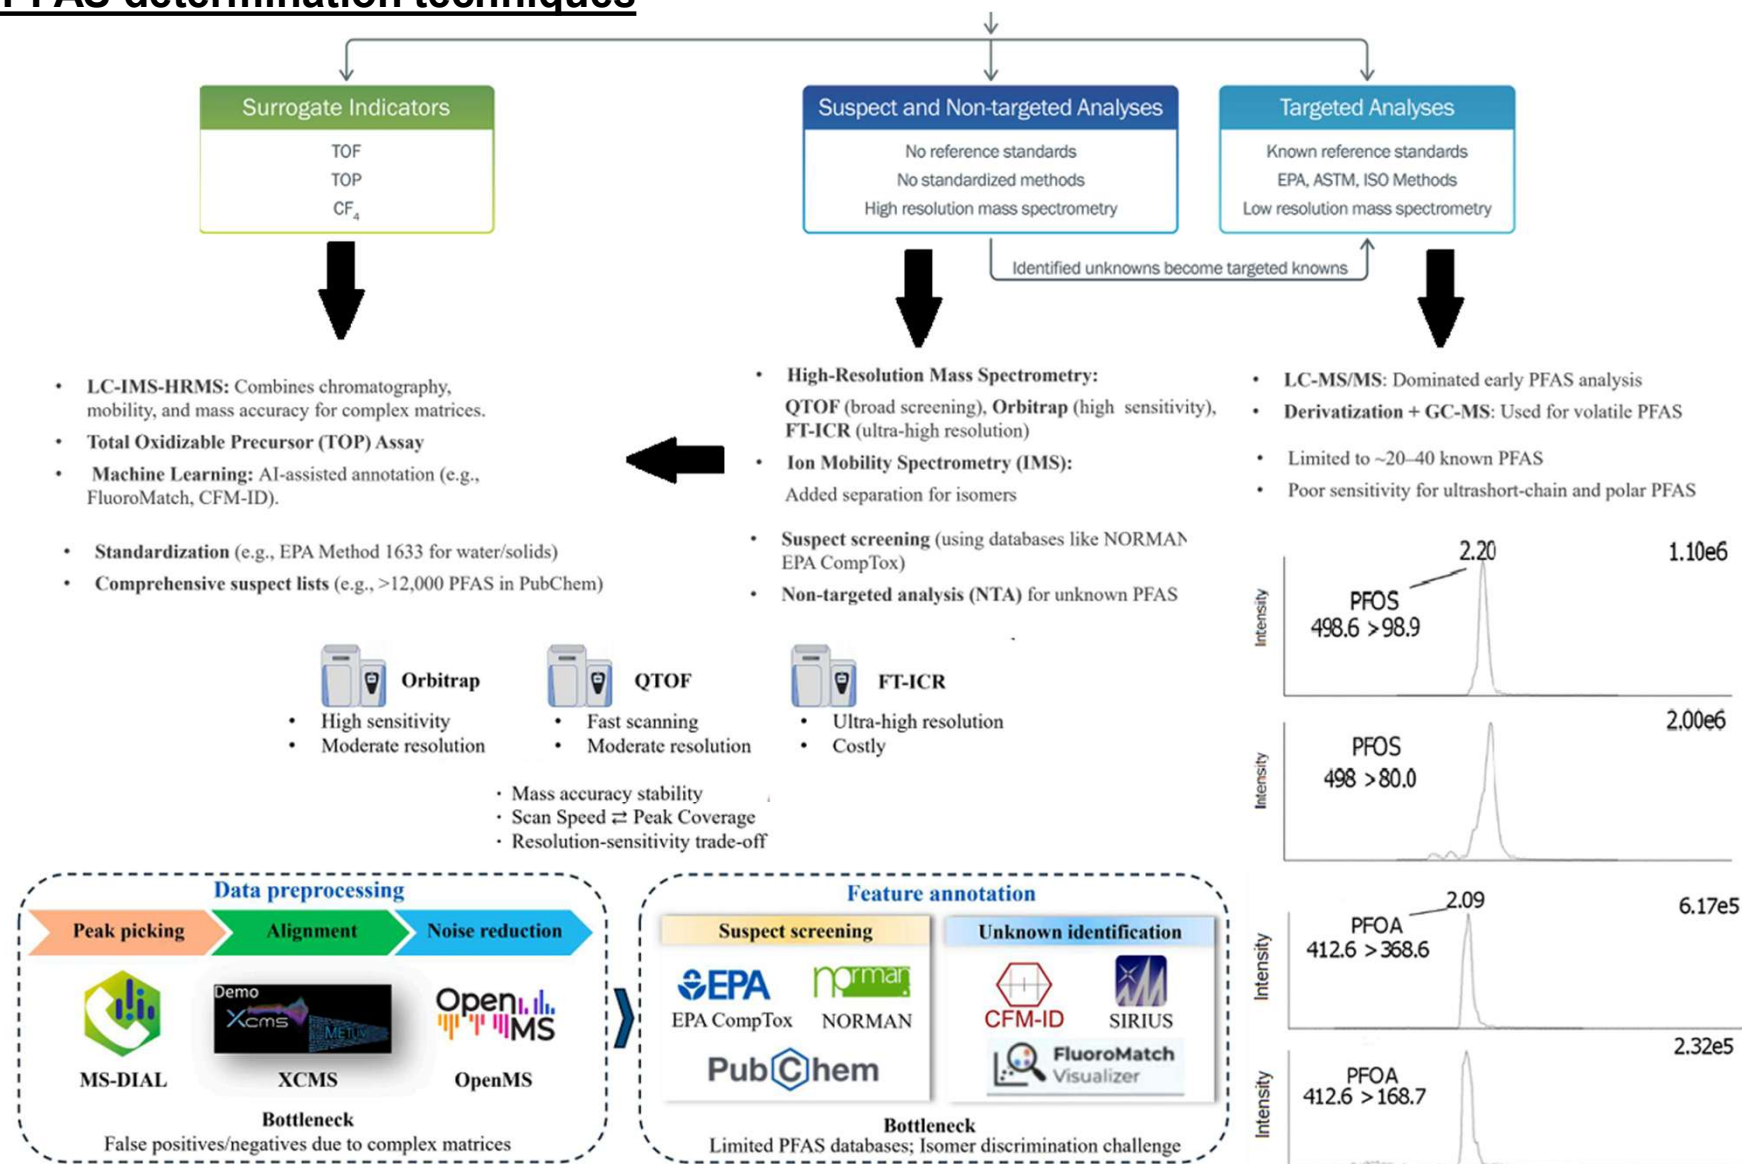 PFAS determination techniques
Surrogate Indicators
TOF
TOP
CF₄
Suspect and Non-targeted Analyses
No reference standards
No standardized methods
High resolution mass spectrometry
Targeted Analyses
Known reference standards
EPA, ASTM, ISO Methods
Low resolution mass spectrometry
Identified unknowns become targeted knowns
• LC-IMS-HRMS: Combines chromatography,
mobility, and mass accuracy for complex matrices.
• Total Oxidizable Precursor (TOP) Assay
• Machine Learning: AI-assisted annotation (e.g.,
FluoroMatch, CFM-ID).
• Standardization (e.g., EPA Method 1633 for water/solids)
• Comprehensive suspect lists (e.g., >12,000 PFAS in PubChem)
• High-Resolution Mass Spectrometry:
QTOF (broad screening), Orbitrap (high sensitivity),
FT-ICR (ultra-high resolution)
• Ion Mobility Spectrometry (IMS):
Added separation for isomers
• Suspect screening (using databases like NORMAN
EPA CompTox)
• Non-targeted analysis (NTA) for unknown PFAS
• LC-MS/MS: Dominated early PFAS analysis
• Derivatization + GC-MS: Used for volatile PFAS
• Limited to ~20–40 known PFAS
• Poor sensitivity for ultrashort-chain and polar PFAS
Orbitrap
• High sensitivity
• Moderate resolution
QTOF
• Fast scanning
• Moderate resolution
FT-ICR
• Ultra-high resolution
• Costly
· Mass accuracy stability
· Scan Speed ⇄ Peak Coverage
· Resolution-sensitivity trade-off
2.20
1.10e6
PFOS
498.6 >98.9
Intensity
2.00e6
PFOS
498 >80.0
Intensity
2.09
6.17e5
PFOA
412.6 >368.6
Intensity
2.32e5
PFOA
412.6 >168.7
Intensity
Data preprocessing
Peak picking
Alignment
Noise reduction
Demo
Xcms
METLIN
OpenMS
MS-DIAL
XCMS
OpenMS
Bottleneck
False positives/negatives due to complex matrices
Feature annotation
Suspect screening
Unknown identification
EPA
norman
EPA CompTox
NORMAN
PubChem
CFM-ID
SIRIUS
FluoroMatch
Visualizer
Bottleneck
Limited PFAS databases; Isomer discrimination challenge